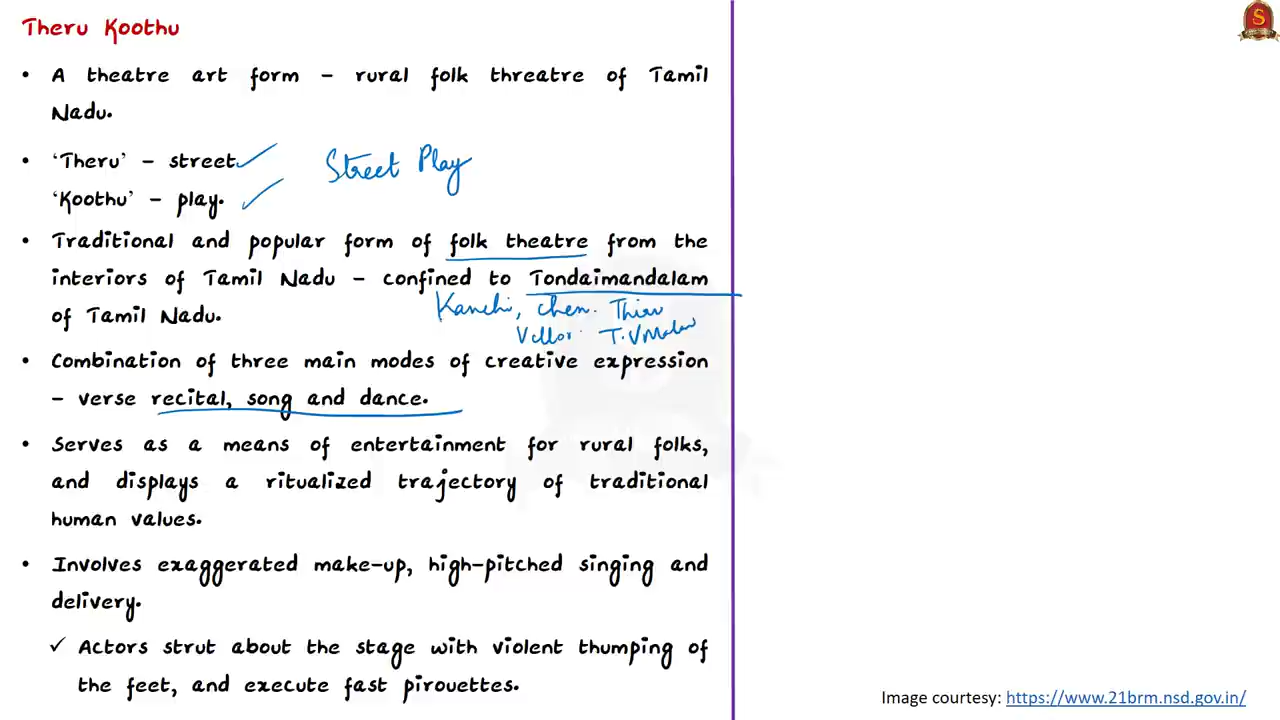 Theru Koothu
• A theatre art form – rural folk threatre of Tamil
Nadu.
• 'Theru' – street
Street Play
'Koothu' – play.
• Traditional and popular form of folk theatre from the
interiors of Tamil Nadu – confined to Tondaimandalam
Kanchi, chen. Thiru
of Tamil Nadu.
Vellor. T.VMalai
• Combination of three main modes of creative expression
– verse recital, song and dance.
• Serves as a means of entertainment for rural folks,
and displays a ritualized trajectory of traditional
human values.
• Involves exaggerated make-up, high-pitched singing and
delivery.
✓ Actors strut about the stage with violent thumping of
the feet, and execute fast pirouettes.
S
Image courtesy: https://www.21brm.nsd.gov.in/